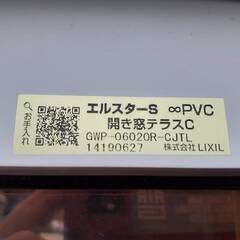 お手入れ
エルスターS ∞PVC
開き窓テラスC
GWP-06020R-CJTL
14190627 株式会社LIXIL